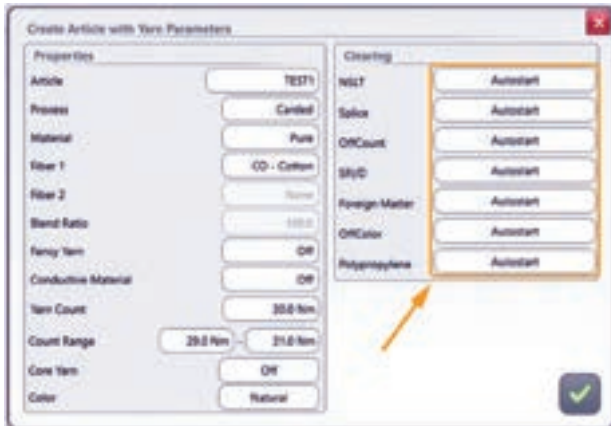 Create Article with Yarn Parameters
Properties
Article TEST1
Process Carded
Material Pure
Fiber 1 CO - Cotton
Fiber 2 None
Blend Ratio 100.0
Fancy Yarn Off
Conductive Material Off
Yarn Count 30.0 Nm
Count Range 29.0 Nm - 31.0 Nm
Core Yarn Off
Color Natural
Clearing
NSLT Autostart
Splice Autostart
OffCount Autostart
SFI/D Autostart
Foreign Matter Autostart
OffColor Autostart
Polypropylene Autostart